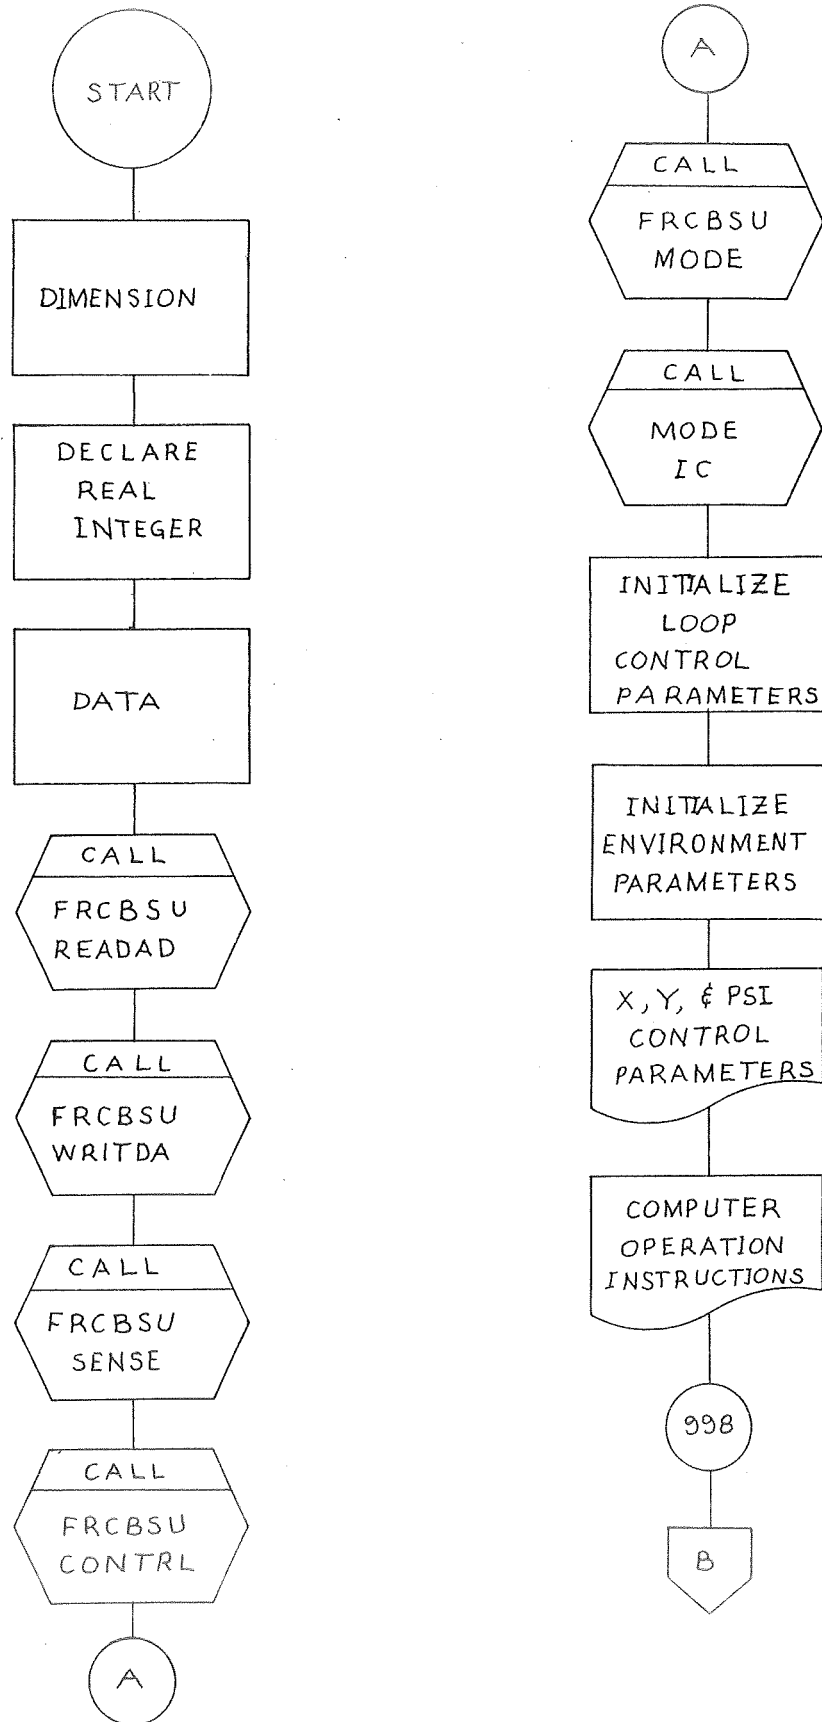 START
DIMENSION
DECLARE
REAL
INTEGER
DATA
CALL
FRCBSU
READAD
CALL
FRCBSU
WRITDA
CALL
FRCBSU
SENSE
CALL
FRCBSU
CONTRL
A
A
CALL
FRCBSU
MODE
CALL
MODE
IC
INITIALIZE
LOOP
CONTROL
PARAMETERS
INITIALIZE
ENVIRONMENT
PARAMETERS
X, Y, & PSI
CONTROL
PARAMETERS
COMPUTER
OPERATION
INSTRUCTIONS
998
B